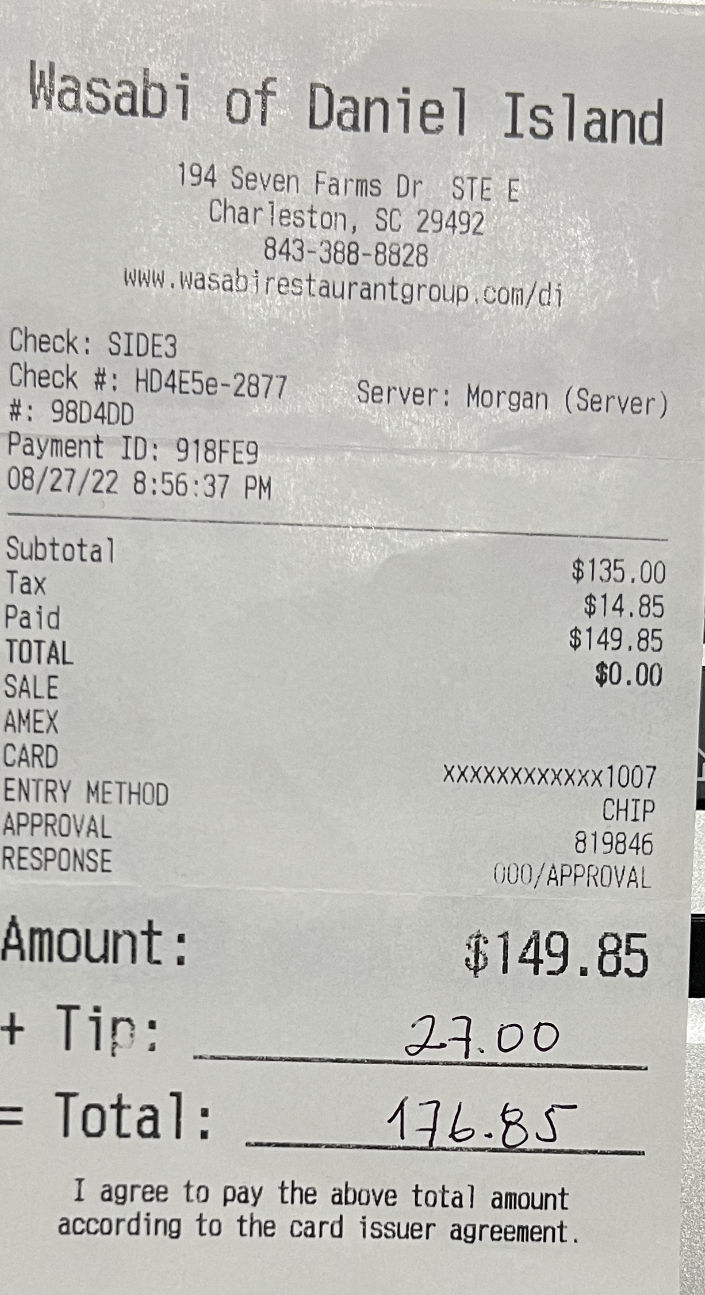 Wasabi of Daniel Island
194 Seven Farms Dr STE E
Charleston, SC 29492
843-388-8828
www.wasabirestaurantgroup.com/di
Check: SIDE3
Check #: HD4E5e-2877 Server: Morgan (Server)
#: 98D4DD
Payment ID: 918FE9
08/27/22 8:56:37 PM
Subtotal $135.00
Tax $14.85
Paid $149.85
TOTAL $0.00
SALE
AMEX
CARD XXXXXXXXXXXX1007
ENTRY METHOD CHIP
APPROVAL 819846
RESPONSE 000/APPROVAL
Amount: $149.85
+ Tip: 27.00
= Total: 176.85
I agree to pay the above total amount
according to the card issuer agreement.